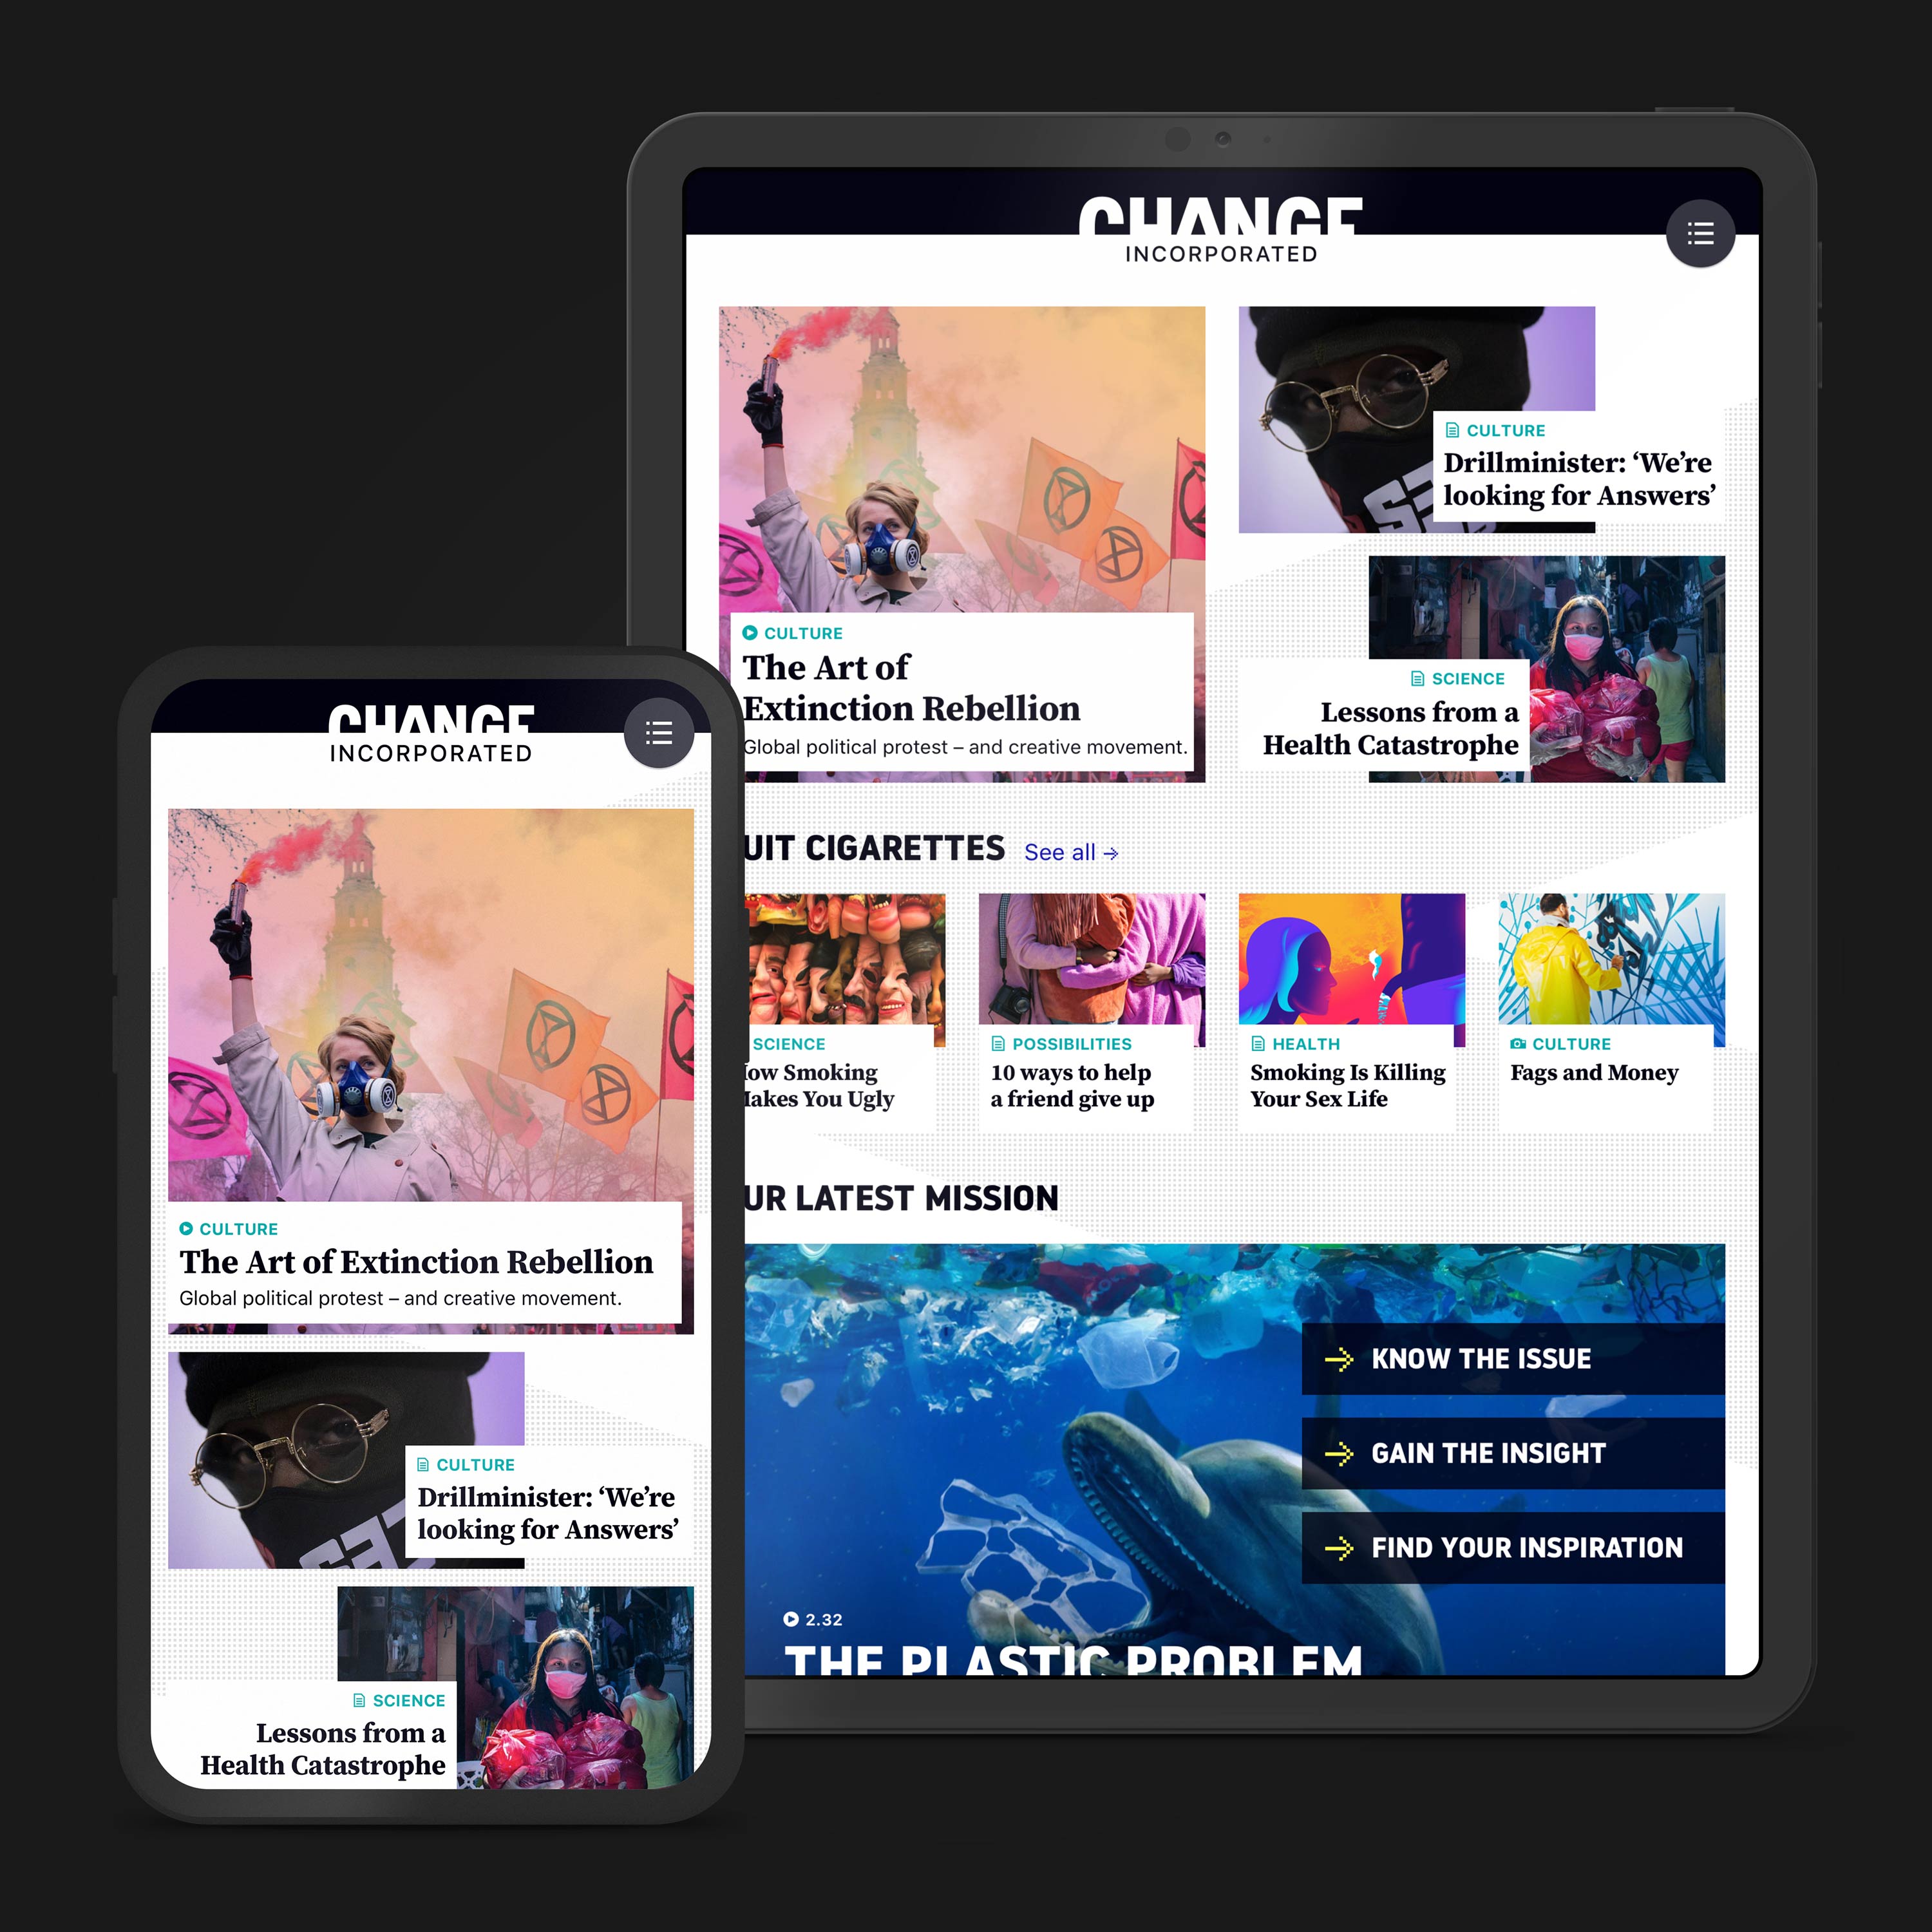 CHANGE
INCORPORATED
CULTURE
The Art of
Extinction Rebellion
Global political protest – and creative movement.
CULTURE
Drillminister: ‘We’re
looking for Answers’
SCIENCE
Lessons from a
Health Catastrophe
UIT CIGARETTES See all →
SCIENCE
ow Smoking
akes You Ugly
POSSIBILITIES
10 ways to help
a friend give up
HEALTH
Smoking Is Killing
Your Sex Life
CULTURE
Fags and Money
UR LATEST MISSION
KNOW THE ISSUE
GAIN THE INSIGHT
FIND YOUR INSPIRATION
2.32
THE PLASTIC PROBLEM
CHANGE
INCORPORATED
CULTURE
The Art of Extinction Rebellion
Global political protest – and creative movement.
CULTURE
Drillminister: ‘We’re
looking for Answers’
SCIENCE
Lessons from a
Health Catastrophe